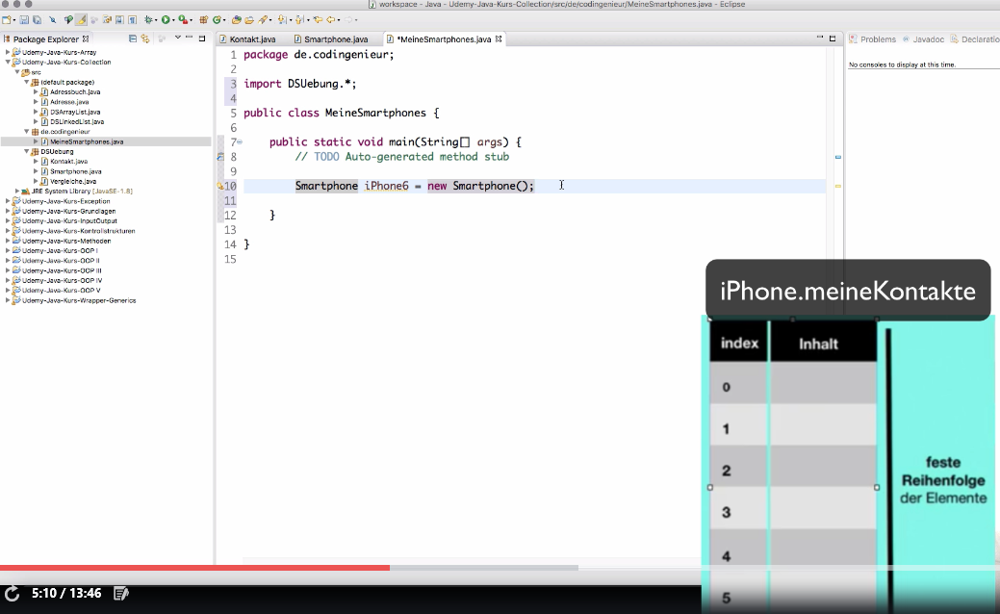 workspace - Java - Udemy-Java-Kurs-Collection/src/de/codingenieur/MeineSmartphones.java - Eclipse
Package Explorer
Udemy-Java-Kurs-Array
Udemy-Java-Kurs-Collection
src
(default package)
Adressbuch.java
Adresse.java
DSArrayList.java
DSLinkedList.java
de.codingenieur
MeineSmartphones.java
DSUebung
Kontakt.java
Smartphone.java
Vergleiche.java
JRE System Library [JavaSE-1.8]
Udemy-Java-Kurs-Exception
Udemy-Java-Kurs-Grundlagen
Udemy-Java-Kurs-InputOutput
Udemy-Java-Kurs-Kontrollstrukturen
Udemy-Java-Kurs-Methoden
Udemy-Java-Kurs-OOP I
Udemy-Java-Kurs-OOP II
Udemy-Java-Kurs-OOP III
Udemy-Java-Kurs-OOP IV
Udemy-Java-Kurs-OOP V
Udemy-Java-Kurs-Wrapper-Generics
Kontakt.java Smartphone.java *MeineSmartphones.java
1 package de.codingenieur;
2
3 import DSUebung.*;
4
5 public class MeineSmartphones {
6
7 public static void main(String[] args) {
8 // TODO Auto-generated method stub
9
10 Smartphone iPhone6 = new Smartphone();
11
12 }
13
14 }
15
Problems @ Javadoc Declaratio
No consoles to display at this time.
iPhone.meineKontakte
index Inhalt
0
1
2
3
4
5
feste
Reihenfolge
der Elemente
5:10 / 13:46